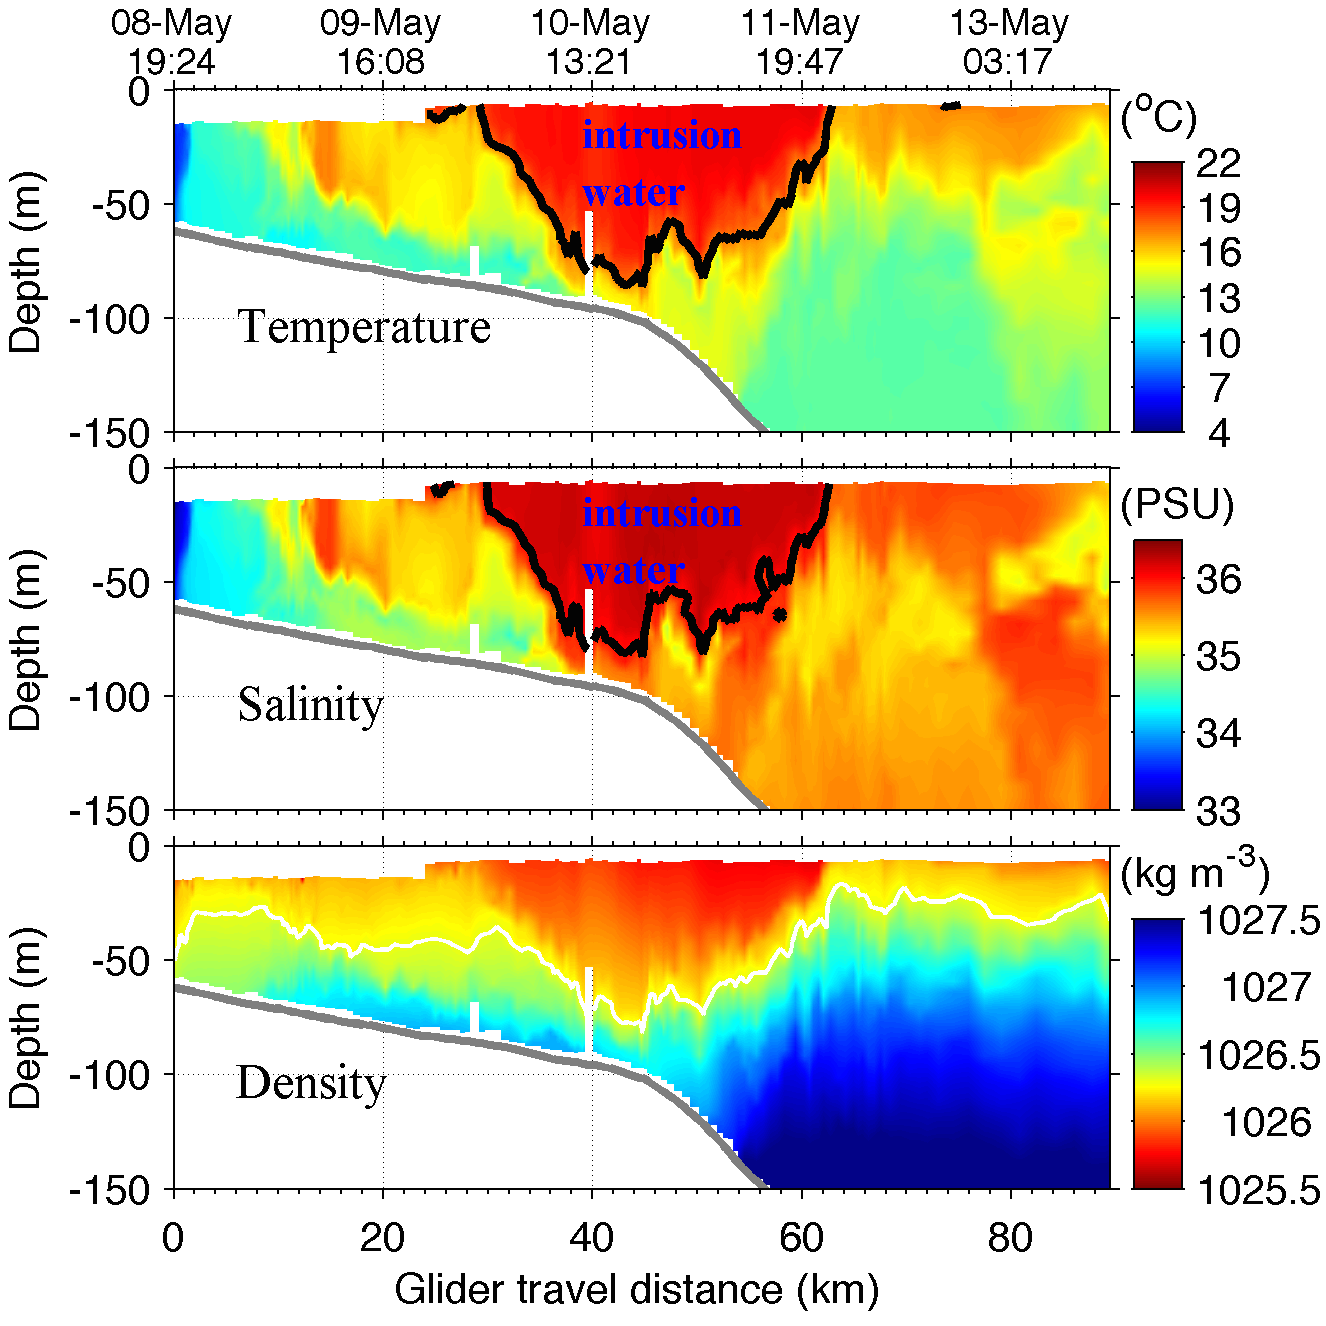 08-May 09-May 10-May 11-May 13-May
19:24 16:08 13:21 19:47 03:17
0
-50
-100
-150
Depth (m)
intrusion
water
Temperature
(°C)
22
19
16
13
10
7
4
0
-50
-100
-150
Depth (m)
intrusion
water
Salinity
(PSU)
36
35
34
33
0
-50
-100
-150
Depth (m)
Density
(kg m-3)
1027.5
1027
1026.5
1026
1025.5
0 20 40 60 80
Glider travel distance (km)